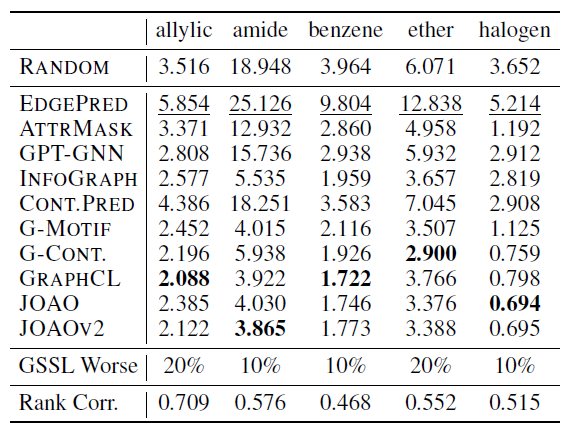 allylic amide benzene ether halogen
RANDOM 3.516 18.948 3.964 6.071 3.652
EDGEPRED 5.854 25.126 9.804 12.838 5.214
ATTRMASK 3.371 12.932 2.860 4.958 1.192
GPT-GNN 2.808 15.736 2.938 5.932 2.912
INFOGRAPH 2.577 5.535 1.959 3.657 2.819
CONT.PRED 4.386 18.251 3.583 7.045 2.908
G-MOTIF 2.452 4.015 2.116 3.507 1.125
G-CONT. 2.196 5.938 1.926 2.900 0.759
GRAPHCL 2.088 3.922 1.722 3.766 0.798
JOAO 2.385 4.030 1.746 3.376 0.694
JOAOV2 2.122 3.865 1.773 3.388 0.695
GSSL Worse 20% 10% 10% 20% 10%
Rank Corr. 0.709 0.576 0.468 0.552 0.515